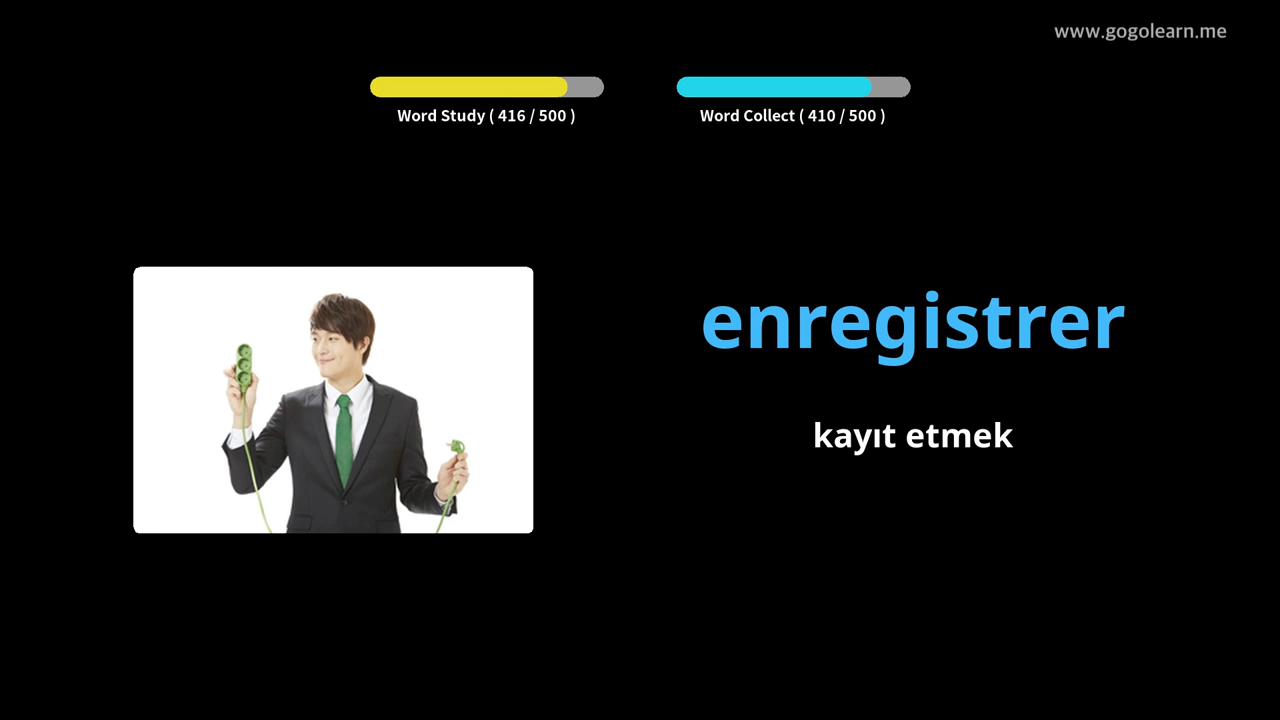 www.gogolearn.me
Word Study ( 416 / 500 )
Word Collect ( 410 / 500 )
enregistrer
kayıt etmek